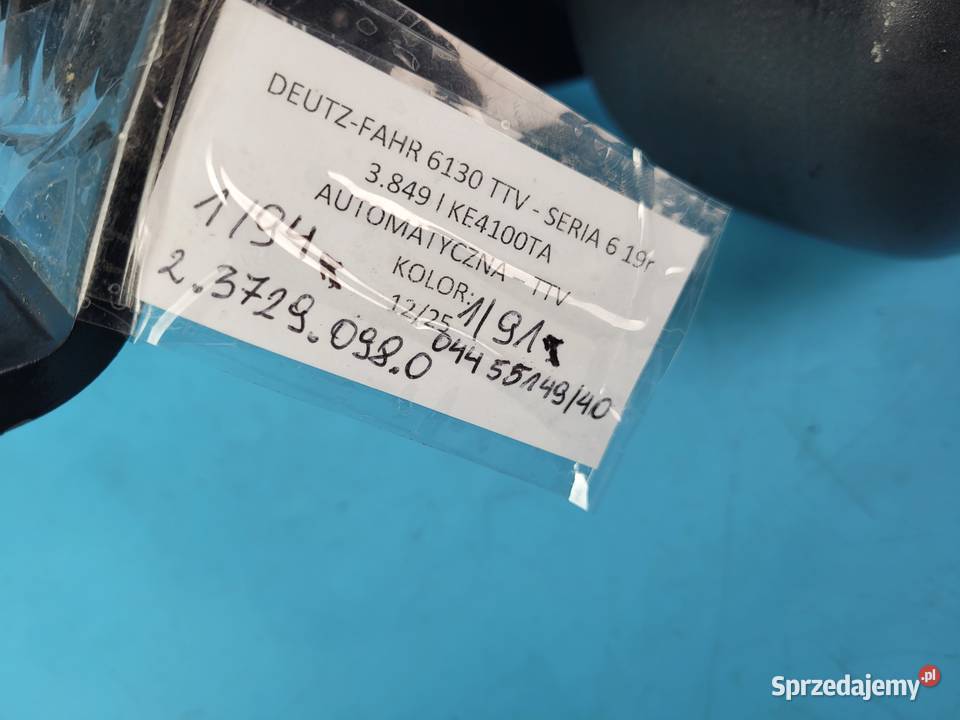 DEUTZ-FAHR 6130 TTV - SERIA 6 19r
3.849 l KE4100TA
AUTOMATYCZNA - TTV
KOLOR:
12/25
1/94
1/91
2.3729.098.0
04455149/40
Sprzedajemy.pl